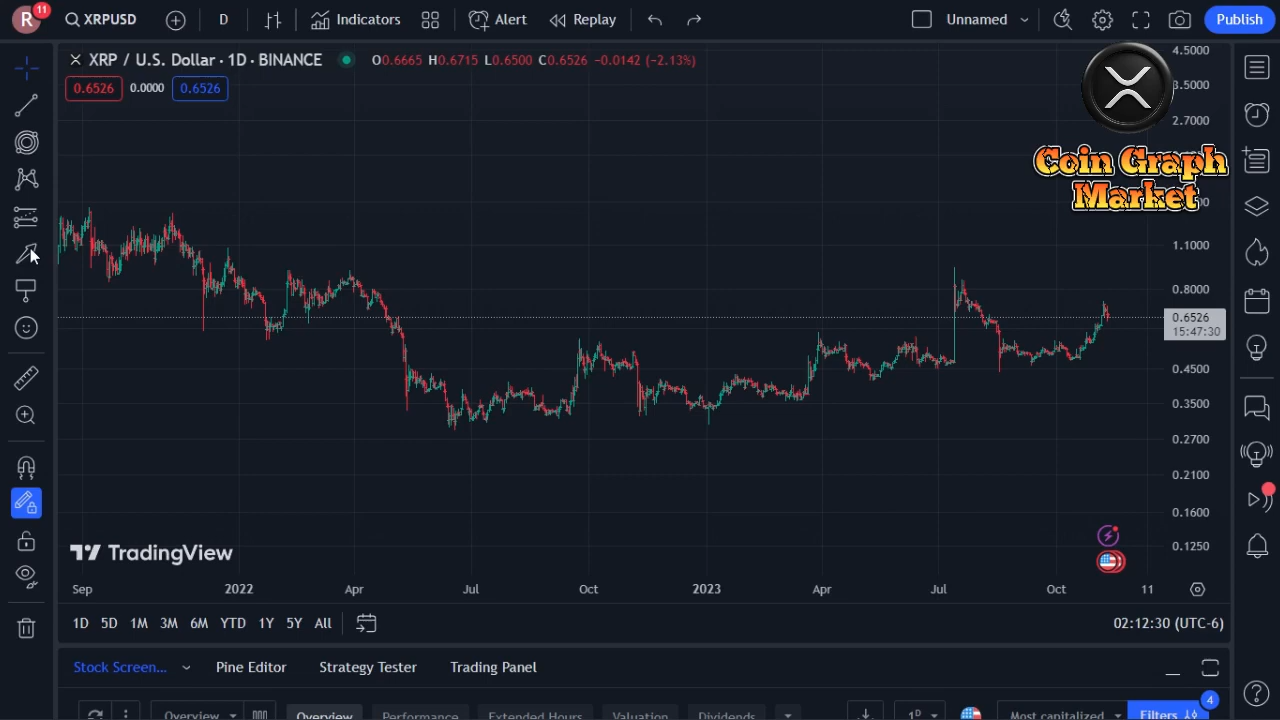 R
11
XRPUSD
D
Indicators
Alert
Replay
Unnamed
Publish
XRP / U.S. Dollar · 1D · BINANCE
O0.6665 H0.6715 L0.6500 C0.6526 -0.0142 (-2.13%)
0.6526
0.0000
0.6526
Coin Graph
Market
4.5000
3.5000
2.7000
1.1000
0.8000
0.6526
15:47:30
0.4500
0.3500
0.2700
0.2100
0.1600
0.1250
TradingView
Sep 2022 Apr Jul Oct 2023 Apr Jul Oct 11
1D 5D 1M 3M 6M YTD 1Y 5Y All
02:12:30 (UTC-6)
Stock Screen... Pine Editor Strategy Tester Trading Panel
4
Overview Overview Performance Extended Hours Valuation Dividends 1D Most capitalized Filters